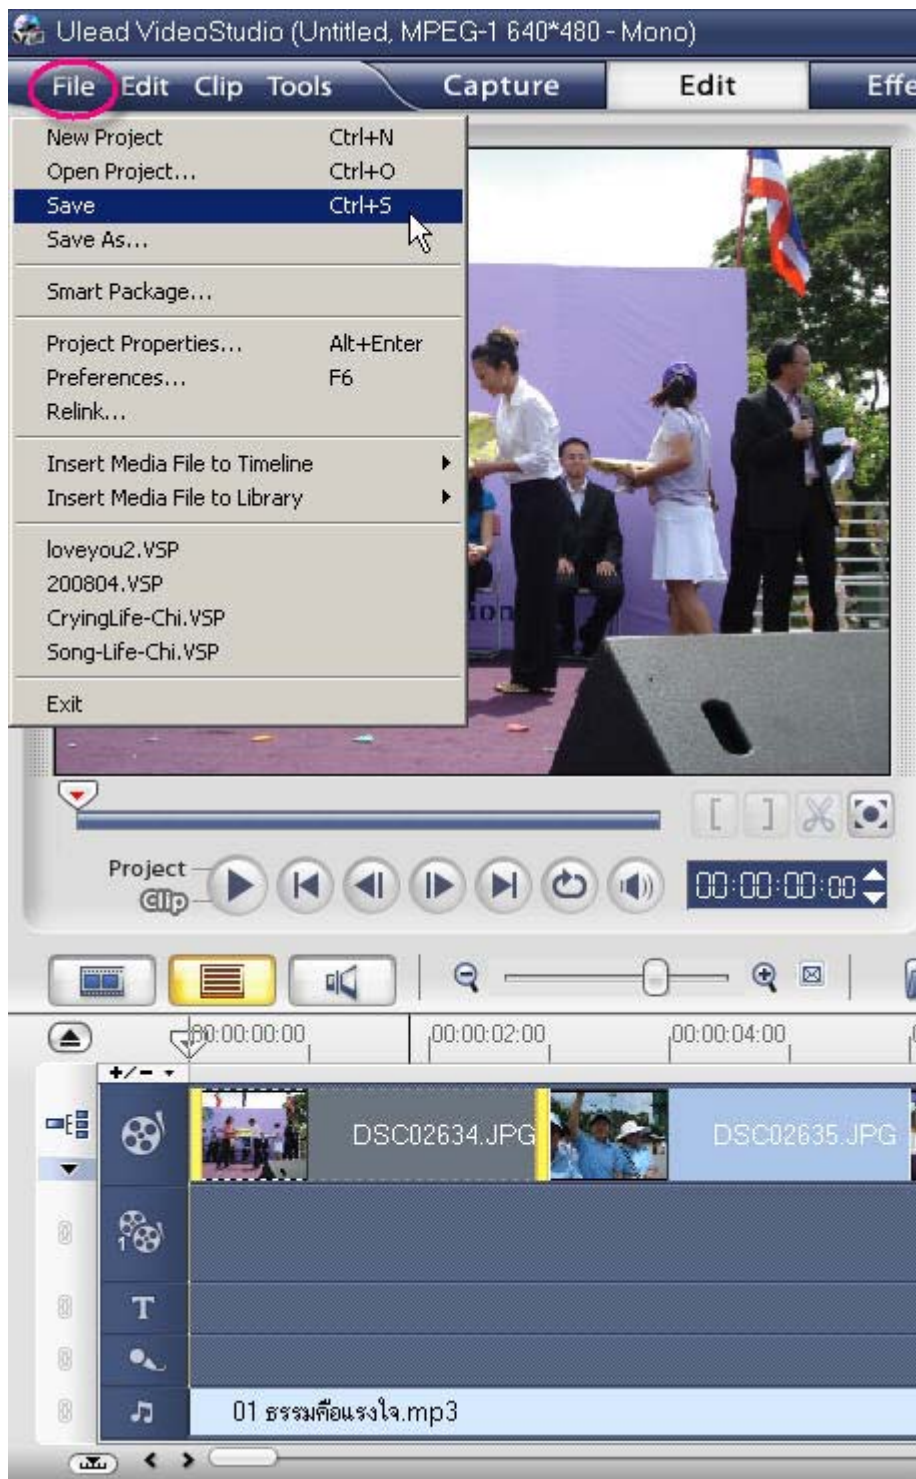 Ulead VideoStudio (Untitled, MPEG-1 640*480 - Mono)
File Edit Clip Tools Capture Edit Effe
New Project Ctrl+N
Open Project... Ctrl+O
Save Ctrl+S
Save As...
Smart Package...
Project Properties... Alt+Enter
Preferences... F6
Relink...
Insert Media File to Timeline
Insert Media File to Library
loveyou2.VSP
200804.VSP
CryingLife-Chi.VSP
Song-Life-Chi.VSP
Exit
ion
[ ]
Project
Clip
00:00:00:00
00:00:00:00 00:00:02:00 00:00:04:00
+/-
DSC02634.JPG DSC02635.JPG
1
T
01 ธรรมคือแรงใจ.mp3